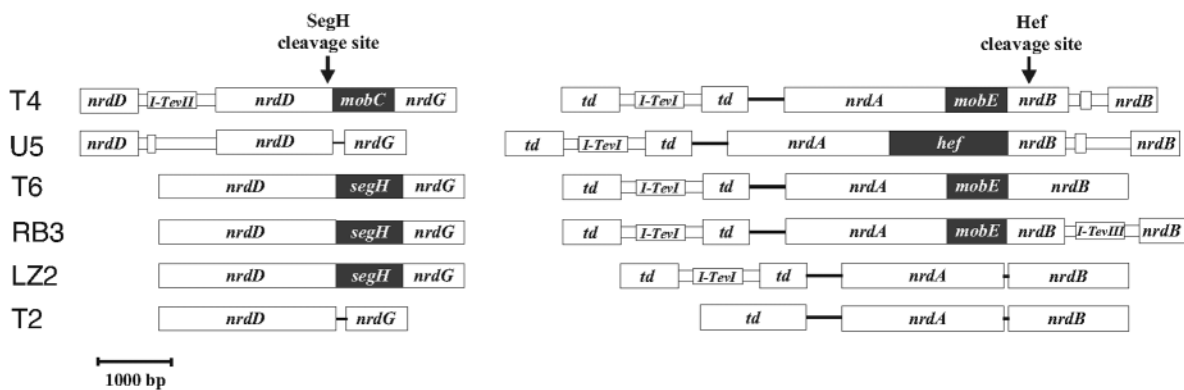 SegH
cleavage site
Hef
cleavage site
T4 nrdD I-TevII nrdD mobC nrdG td I-TevI td nrdA mobE nrdB nrdB
U5 nrdD nrdD nrdG td I-TevI td nrdA hef nrdB nrdB
T6 nrdD segH nrdG td I-TevI td nrdA mobE nrdB
RB3 nrdD segH nrdG td I-TevI td nrdA mobE nrdB I-TevIII nrdB
LZ2 nrdD segH nrdG td I-TevI td nrdA nrdB
T2 nrdD nrdG td nrdA nrdB
1000 bp